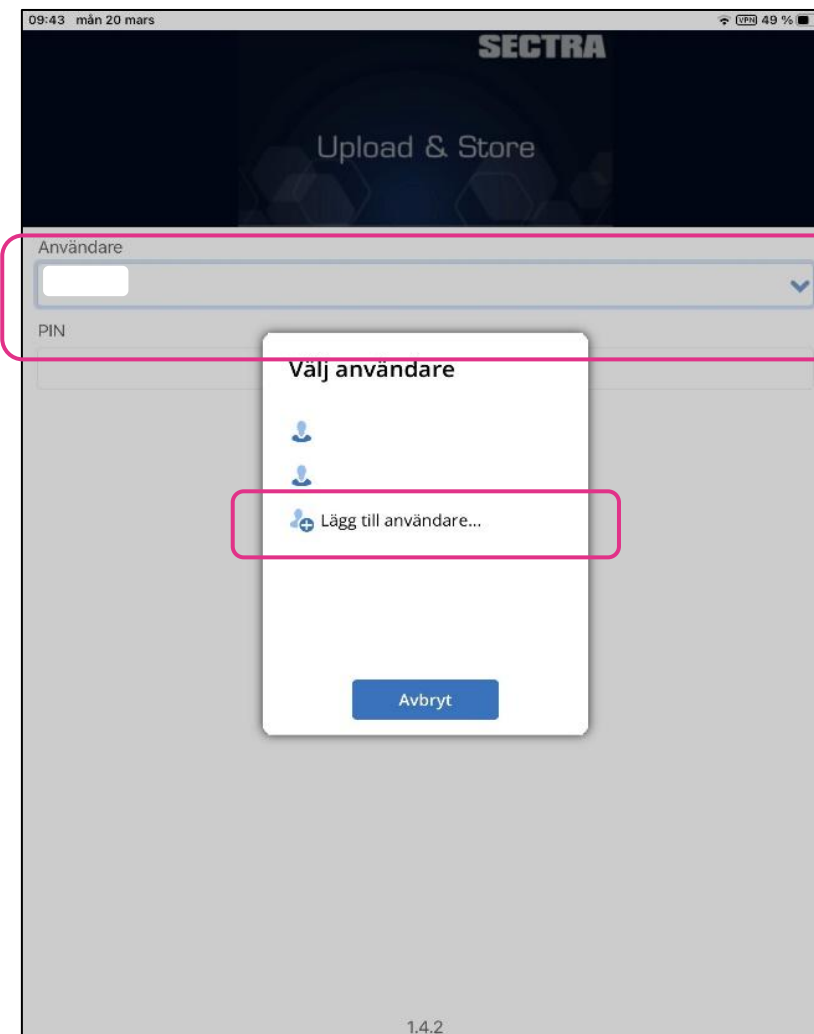 09:43 mån 20 mars VPN 49 %
SECTRA
Upload & Store
Användare
PIN
Välj användare
Lägg till användare...
Avbryt
1.4.2